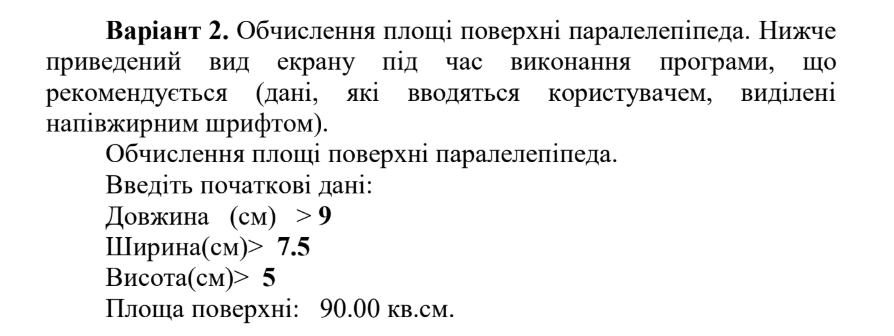 Варіант 2. Обчислення площі поверхні паралелепіпеда. Нижче
приведений вид екрану під час виконання програми, що
рекомендується (дані, які вводяться користувачем, виділені
напівжирним шрифтом).
Обчислення площі поверхні паралелепіпеда.
Введіть початкові дані:
Довжина (см) > 9
Ширина(см)> 7.5
Висота(см)> 5
Площа поверхні: 90.00 кв.см.